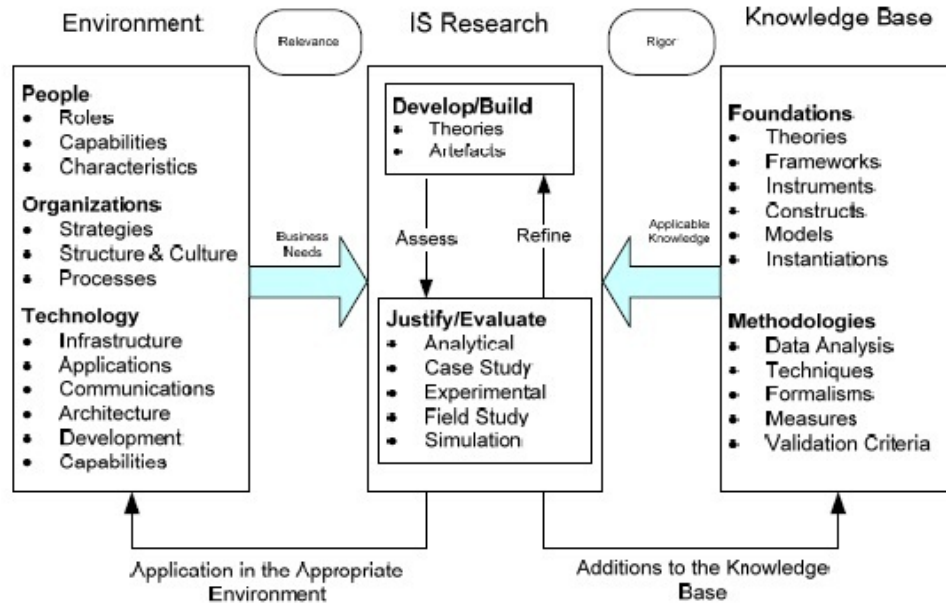 Environment
Relevance
IS Research
Rigor
Knowledge Base
People
• Roles
• Capabilities
• Characteristics
Organizations
• Strategies
• Structure & Culture
• Processes
Technology
• Infrastructure
• Applications
• Communications
• Architecture
• Development
• Capabilities
Business
Needs
Develop/Build
• Theories
• Artefacts
Assess
Refine
Justify/Evaluate
• Analytical
• Case Study
• Experimental
• Field Study
• Simulation
Applicable
Knowledge
Foundations
• Theories
• Frameworks
• Instruments
• Constructs
• Models
• Instantiations
Methodologies
• Data Analysis
• Techniques
• Formalisms
• Measures
• Validation Criteria
Application in the Appropriate
Environment
Additions to the Knowledge
Base